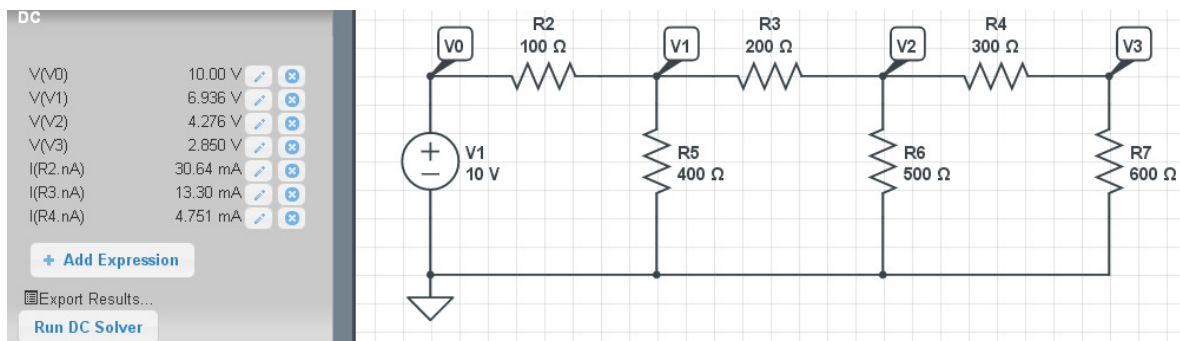 DC
V(V0) 10.00 V
V(V1) 6.936 V
V(V2) 4.276 V
V(V3) 2.850 V
I(R2.nA) 30.64 mA
I(R3.nA) 13.30 mA
I(R4.nA) 4.751 mA
+ Add Expression
Export Results...
Run DC Solver
V0
R2
100 Ω
V1
R3
200 Ω
V2
R4
300 Ω
V3
+
−
V1
10 V
R5
400 Ω
R6
500 Ω
R7
600 Ω